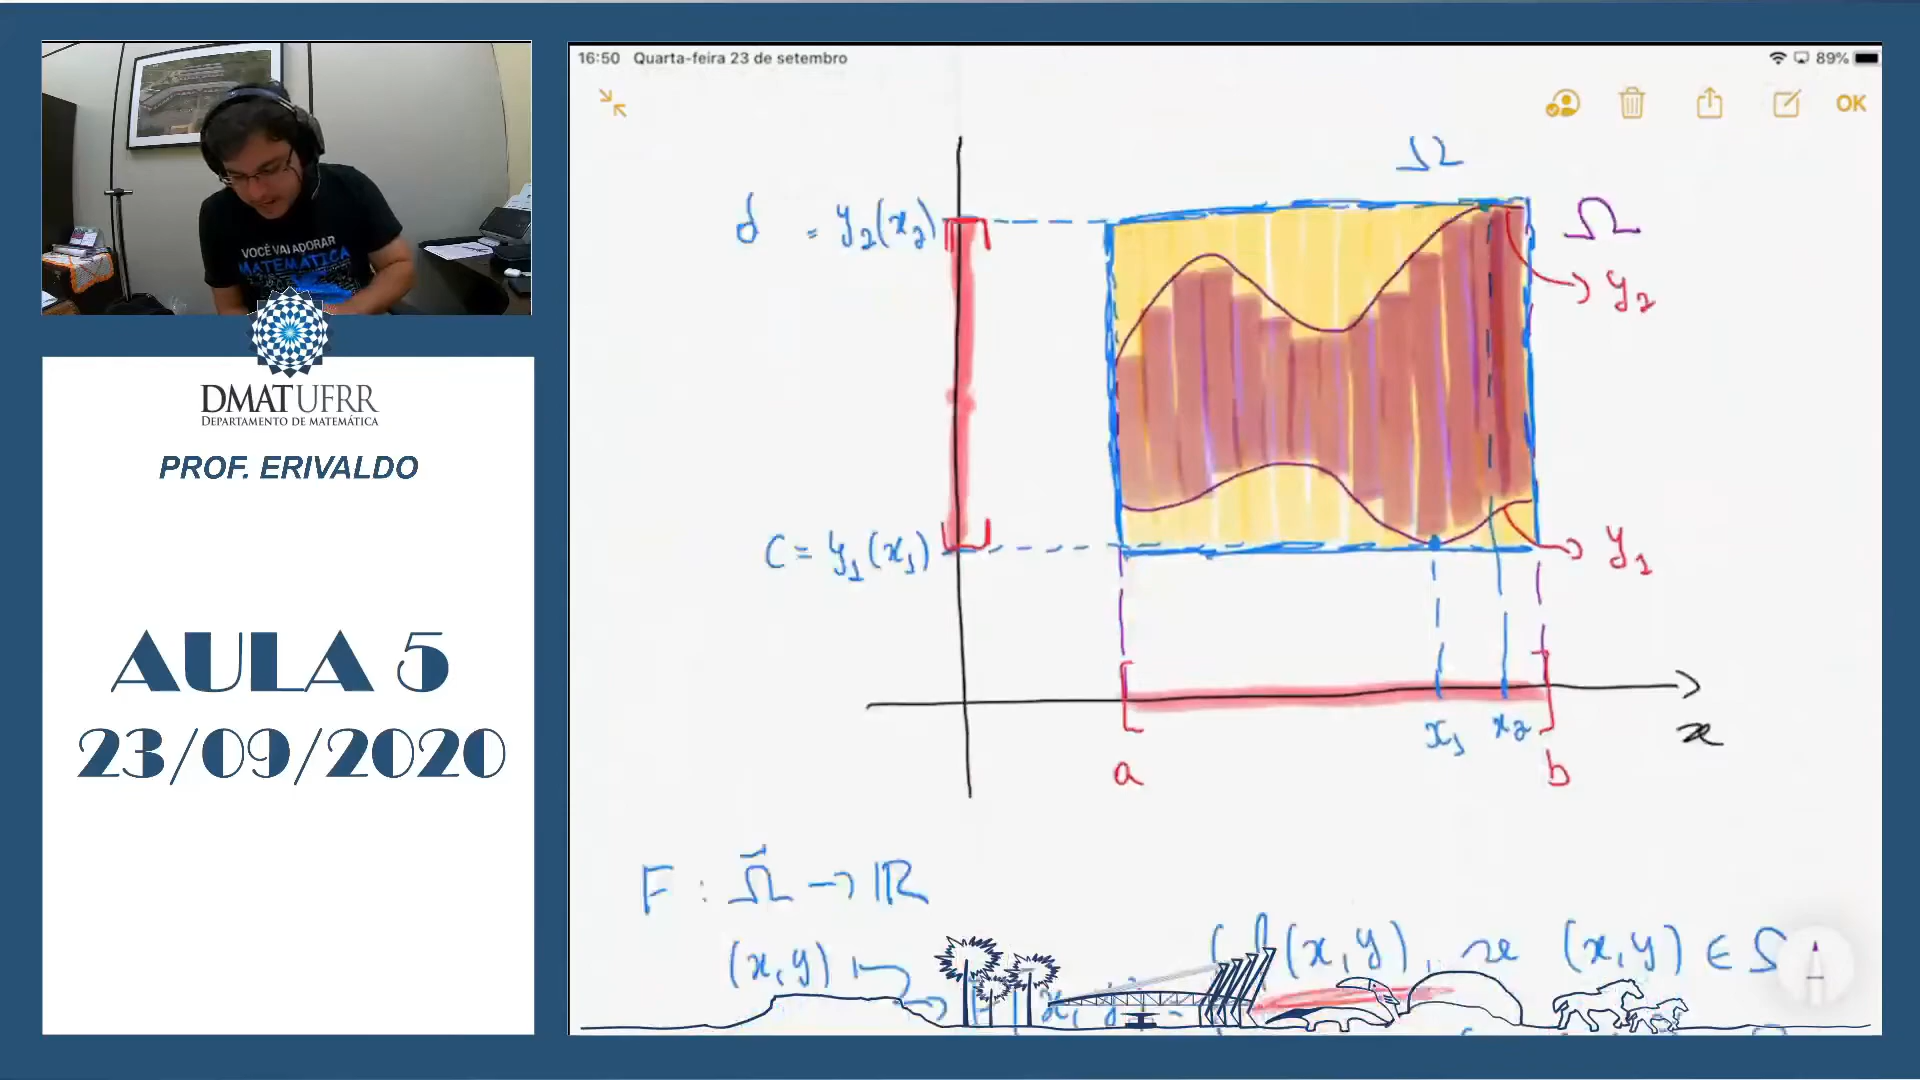 16:50 Quarta-feira 23 de setembro
89%
OK
VOCÊ VAI ADORAR
MATEMÁTICA
DMATUFRR
DEPARTAMENTO DE MATEMÁTICA
PROF. ERIVALDO
AULA 5
23/09/2020
Ω
d = y₂(x₂)
Ω
y₂
C = y₁(x₁)
y₁
x₁ x₂
x
a b
F : Ω̄ → ℝ
(x,y) ↦
f(x,y), se (x,y) ∈ S